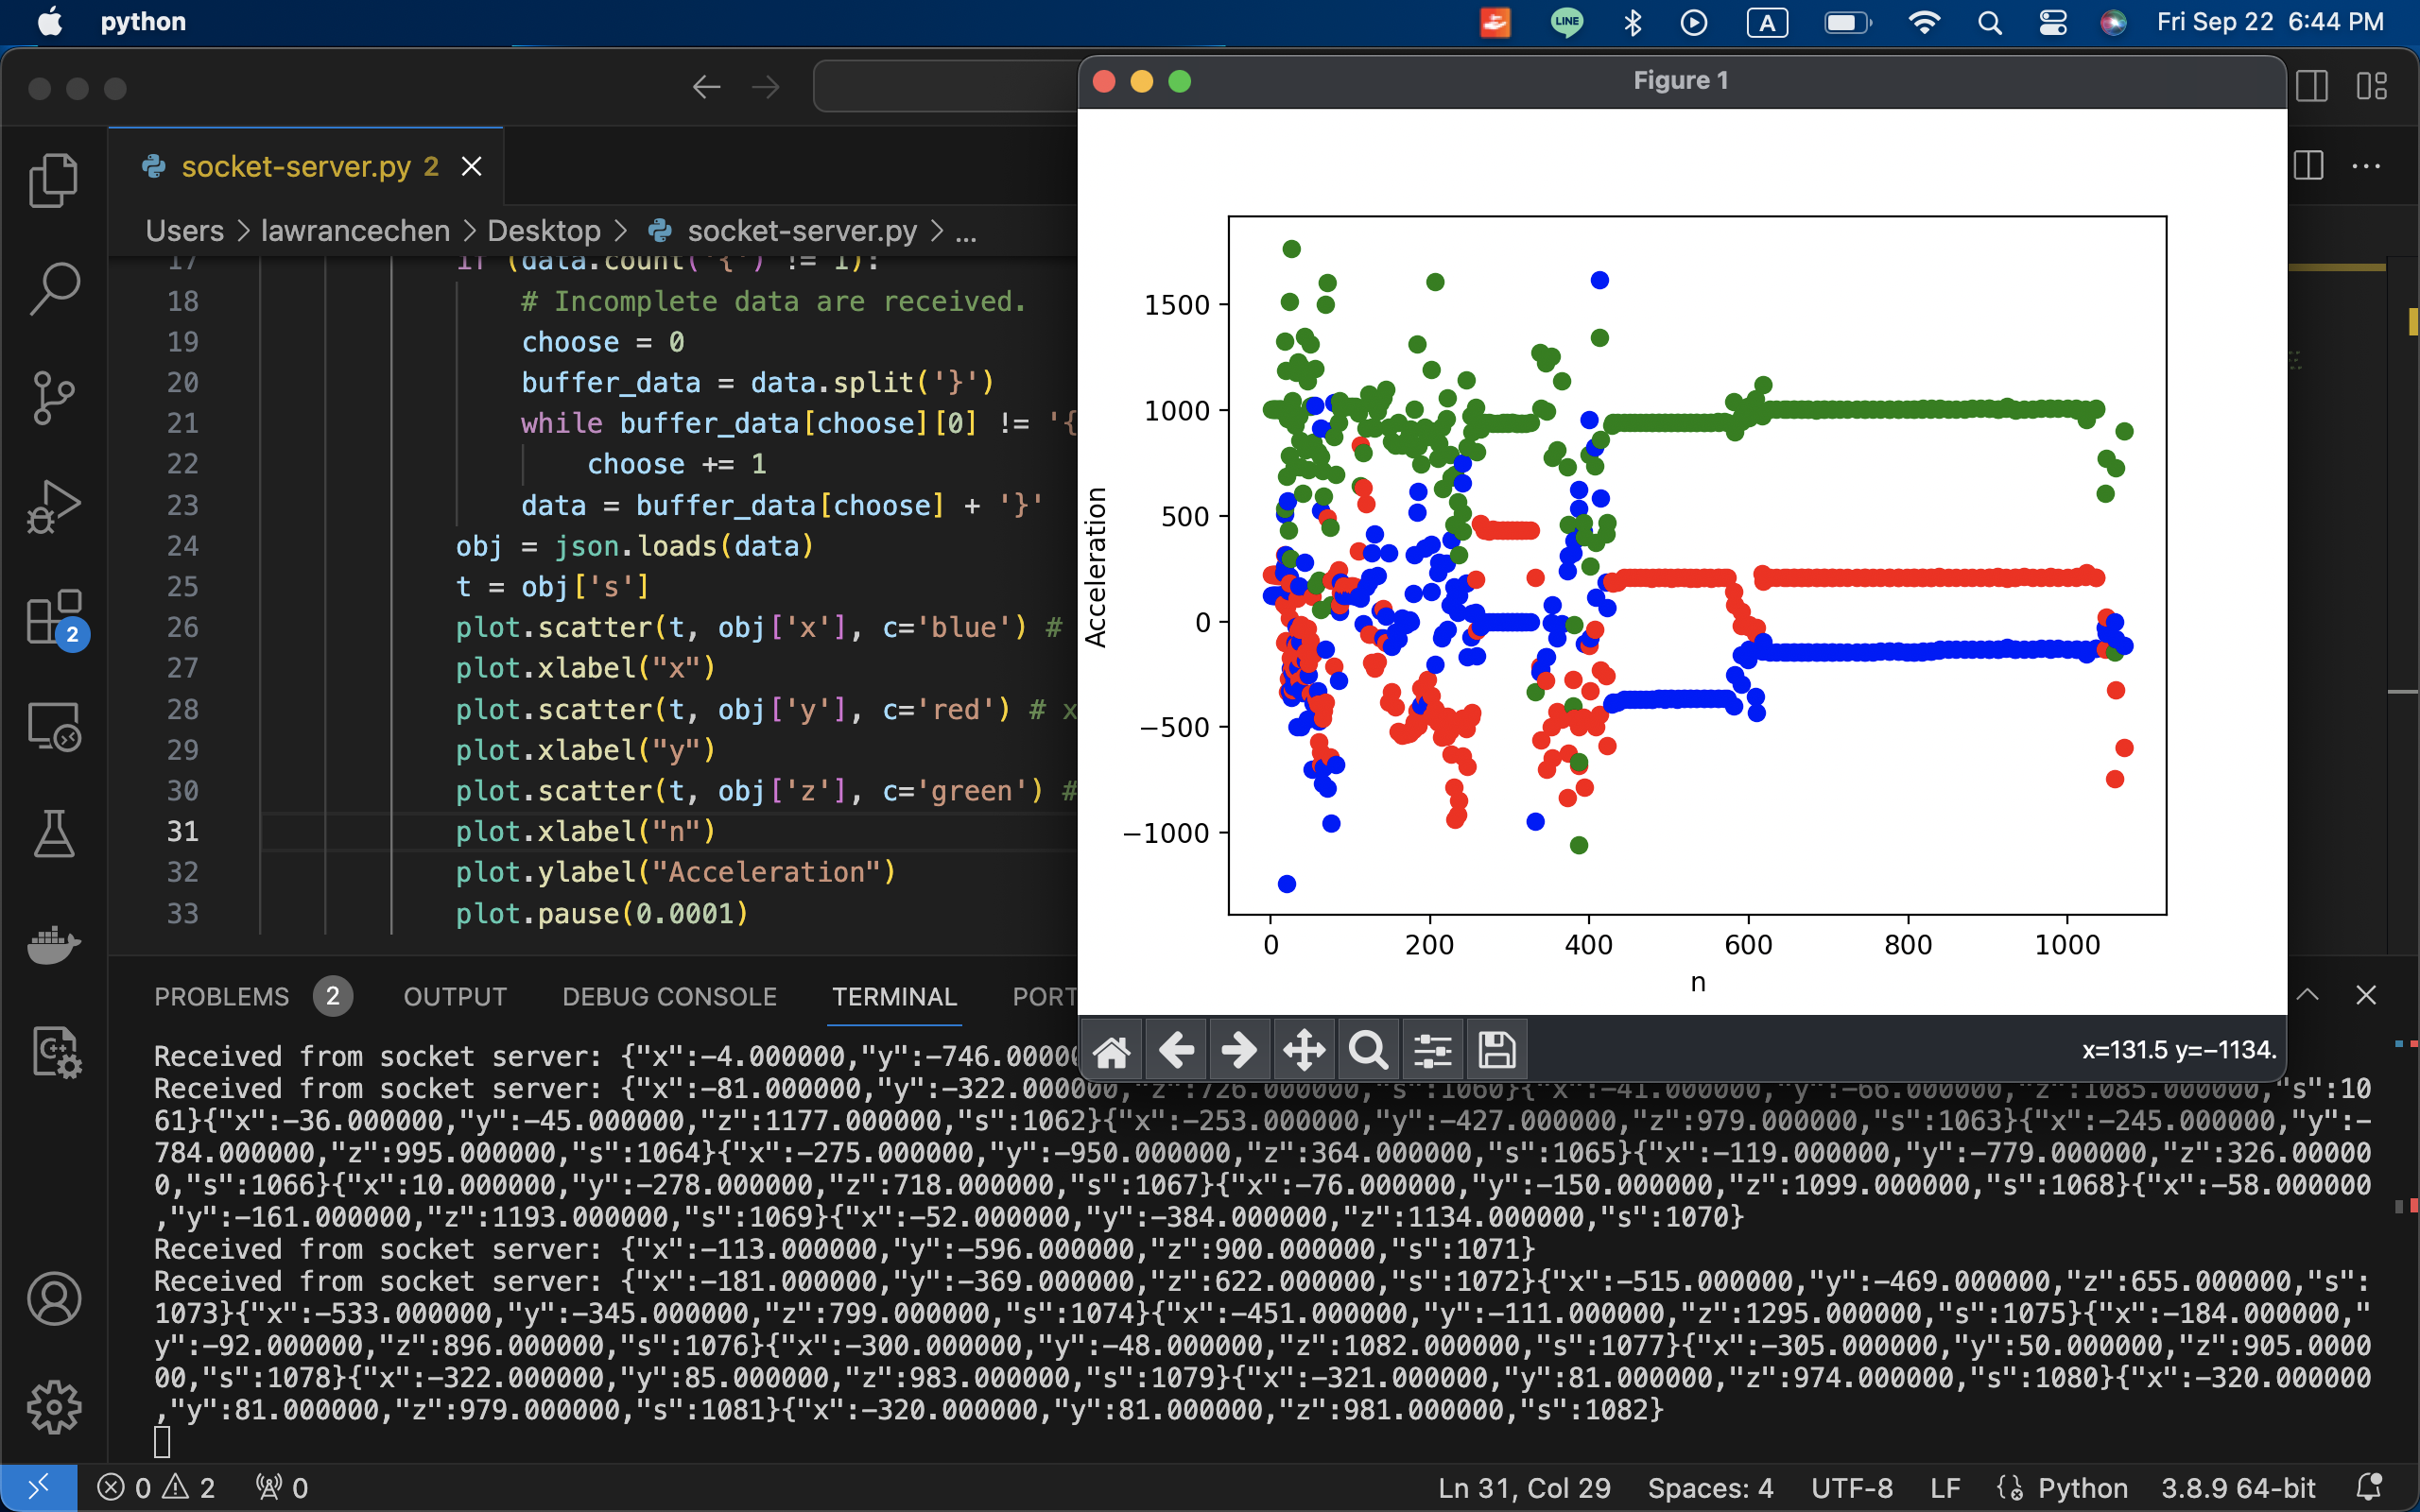 python
LINE
A
Fri Sep 22 6:44 PM
Figure 1
socket-server.py 2
Users > lawrancechen > Desktop > socket-server.py > ...
17 if (data.count('{') != 1):
18 # Incomplete data are received.
19 choose = 0
20 buffer_data = data.split('}')
21 while buffer_data[choose][0] != '{
22 choose += 1
23 data = buffer_data[choose] + '}'
24 obj = json.loads(data)
25 t = obj['s']
26 plot.scatter(t, obj['x'], c='blue') #
27 plot.xlabel("x")
28 plot.scatter(t, obj['y'], c='red') # x
29 plot.xlabel("y")
30 plot.scatter(t, obj['z'], c='green') #
31 plot.xlabel("n")
32 plot.ylabel("Acceleration")
33 plot.pause(0.0001)
2
1500
1000
500
0
−500
−1000
Acceleration
0 200 400 600 800 1000
n
x=131.5 y=−1134.
PROBLEMS 2 OUTPUT DEBUG CONSOLE TERMINAL PORT
Received from socket server: {"x":-4.000000,"y":-746.0000
Received from socket server: {"x":-81.000000,"y":-322.000000,"z":726.000000,"s":1060}{"x":-41.000000,"y":-66.000000,"z":1085.000000,"s":10
61}{"x":-36.000000,"y":-45.000000,"z":1177.000000,"s":1062}{"x":-253.000000,"y":-427.000000,"z":979.000000,"s":1063}{"x":-245.000000,"y":-
784.000000,"z":995.000000,"s":1064}{"x":-275.000000,"y":-950.000000,"z":364.000000,"s":1065}{"x":-119.000000,"y":-779.000000,"z":326.00000
0,"s":1066}{"x":10.000000,"y":-278.000000,"z":718.000000,"s":1067}{"x":-76.000000,"y":-150.000000,"z":1099.000000,"s":1068}{"x":-58.000000
,"y":-161.000000,"z":1193.000000,"s":1069}{"x":-52.000000,"y":-384.000000,"z":1134.000000,"s":1070}
Received from socket server: {"x":-113.000000,"y":-596.000000,"z":900.000000,"s":1071}
Received from socket server: {"x":-181.000000,"y":-369.000000,"z":622.000000,"s":1072}{"x":-515.000000,"y":-469.000000,"z":655.000000,"s":
1073}{"x":-533.000000,"y":-345.000000,"z":799.000000,"s":1074}{"x":-451.000000,"y":-111.000000,"z":1295.000000,"s":1075}{"x":-184.000000,"
y":-92.000000,"z":896.000000,"s":1076}{"x":-300.000000,"y":-48.000000,"z":1082.000000,"s":1077}{"x":-305.000000,"y":50.000000,"z":905.0000
00,"s":1078}{"x":-322.000000,"y":85.000000,"z":983.000000,"s":1079}{"x":-321.000000,"y":81.000000,"z":974.000000,"s":1080}{"x":-320.000000
,"y":81.000000,"z":979.000000,"s":1081}{"x":-320.000000,"y":81.000000,"z":981.000000,"s":1082}
0 2 0 Ln 31, Col 29 Spaces: 4 UTF-8 LF Python 3.8.9 64-bit